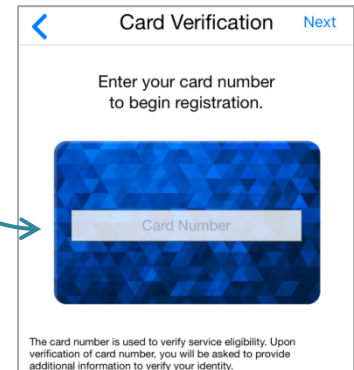 Card Verification Next
Enter your card number
to begin registration.
Card Number
The card number is used to verify service eligibility. Upon
verification of card number, you will be asked to provide
additional information to verify your identity.